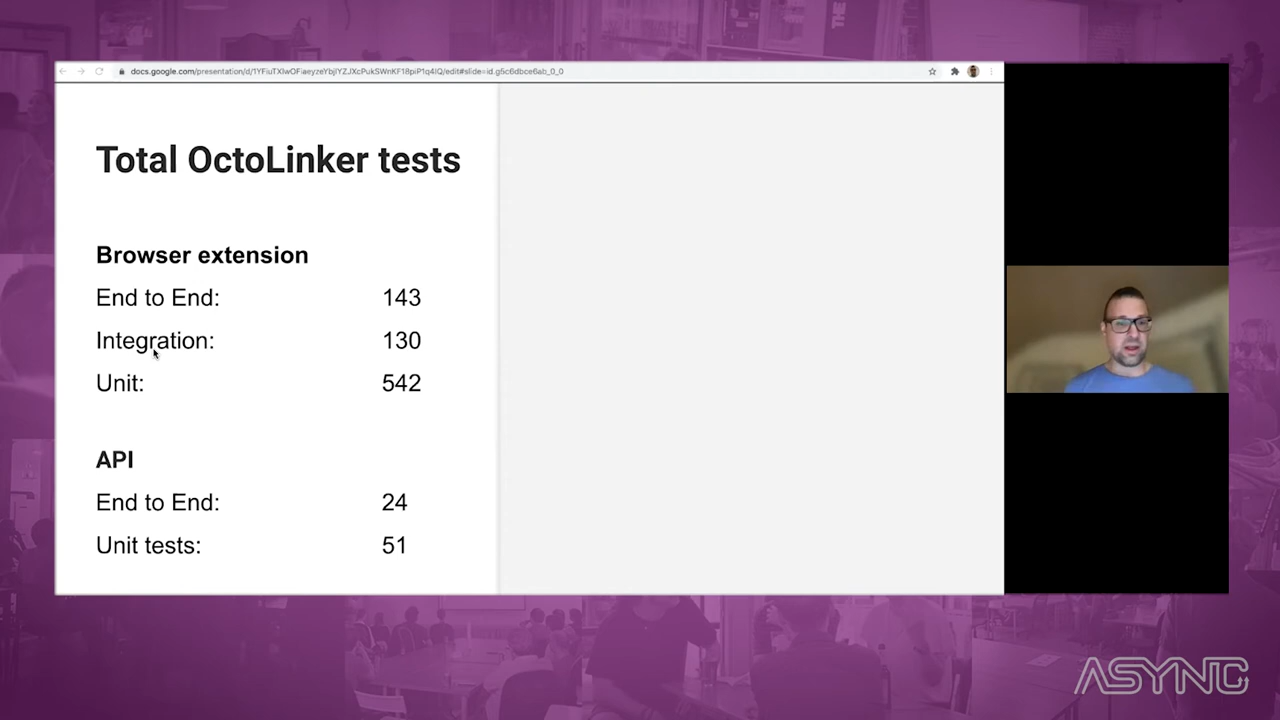 docs.google.com/presentation/d/1YFiuTXIwOFiaeyzeYbjIYZJXcPukSWnKF18piP1q4IQ/edit#slide=id.g5c6dbce6ab_0_0
Total OctoLinker tests
Browser extension
End to End: 143
Integration: 130
Unit: 542
API
End to End: 24
Unit tests: 51
ASYNC